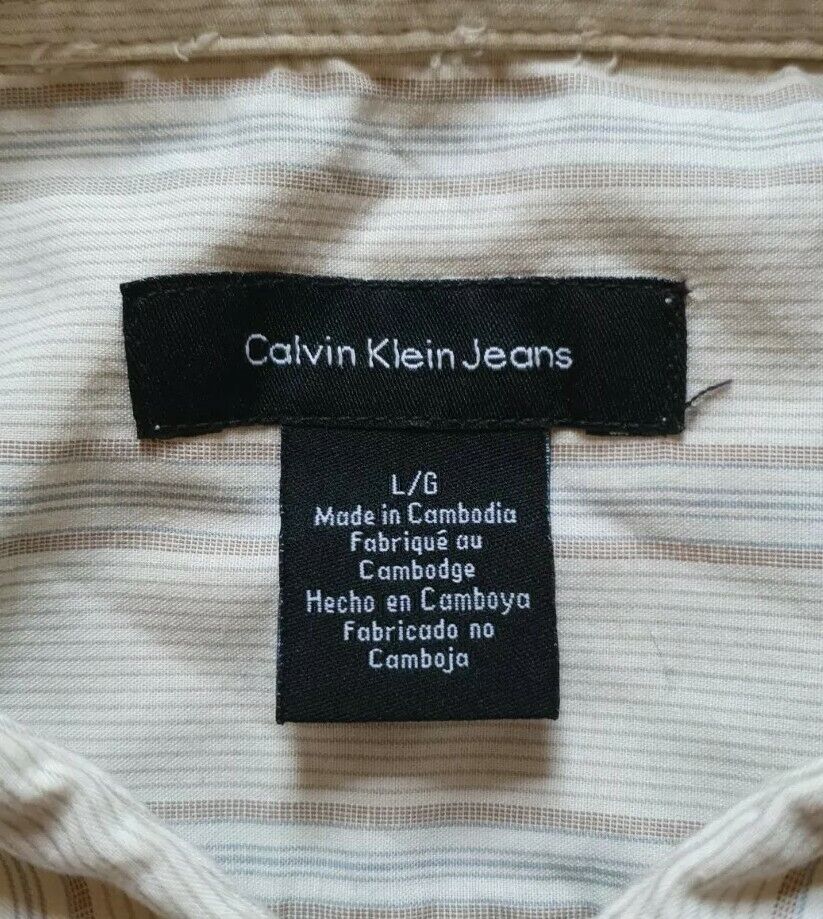 Calvin Klein Jeans
L/G
Made in Cambodia
Fabriqué au
Cambodge
Hecho en Camboya
Fabricado no
Camboja